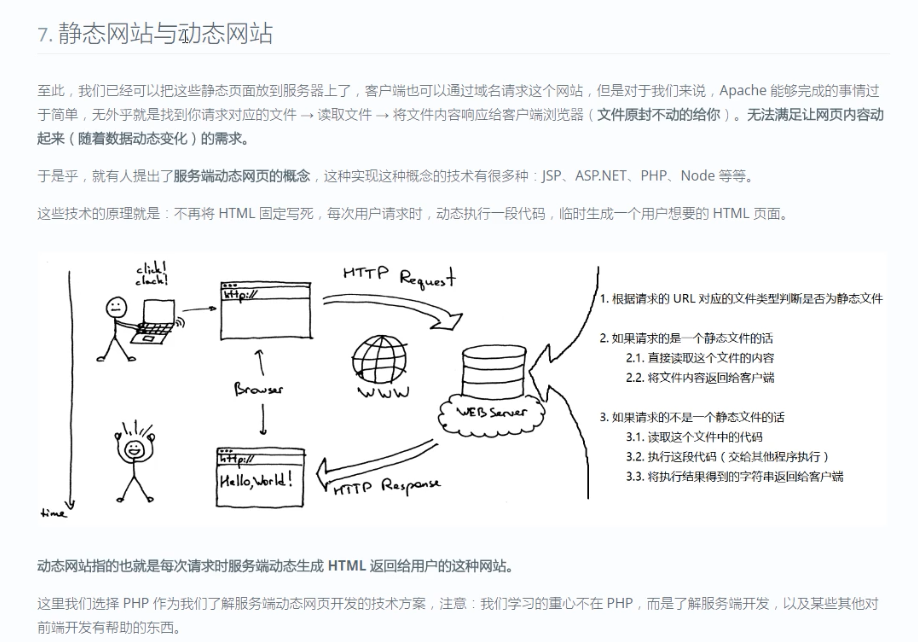 7. 静态网站与动态网站
至此，我们已经可以把这些静态页面放到服务器上了，客户端也可以通过域名请求这个网站，但是对于我们来说，Apache 能够完成的事情过
于简单，无外乎就是找到你请求对应的文件 → 读取文件 → 将文件内容响应给客户端浏览器（文件原封不动的给你）。无法满足让网页内容动
起来（随着数据动态变化）的需求。
于是乎，就有人提出了服务端动态网页的概念，这种实现这种概念的技术有很多种：JSP、ASP.NET、PHP、Node 等等。
这些技术的原理就是：不再将 HTML 固定写死，每次用户请求时，动态执行一段代码，临时生成一个用户想要的 HTML 页面。
click!
clack!
http://
HTTP Request
WWW
Browser
WEB Server
http://
Hello, World!
HTTP Response
time
1. 根据请求的 URL 对应的文件类型判断是否为静态文件
2. 如果请求的是一个静态文件的话
2.1. 直接读取这个文件的内容
2.2. 将文件内容返回给客户端
3. 如果请求的不是一个静态文件的话
3.1. 读取这个文件中的代码
3.2. 执行这段代码（交给其他程序执行）
3.3. 将执行结果得到的字符串返回给客户端
动态网站指的也就是每次请求时服务端动态生成 HTML 返回给用户的这种网站。
这里我们选择 PHP 作为我们了解服务端动态网页开发的技术方案，注意：我们学习的重心不在 PHP，而是了解服务端开发，以及某些其他对
前端开发有帮助的东西。